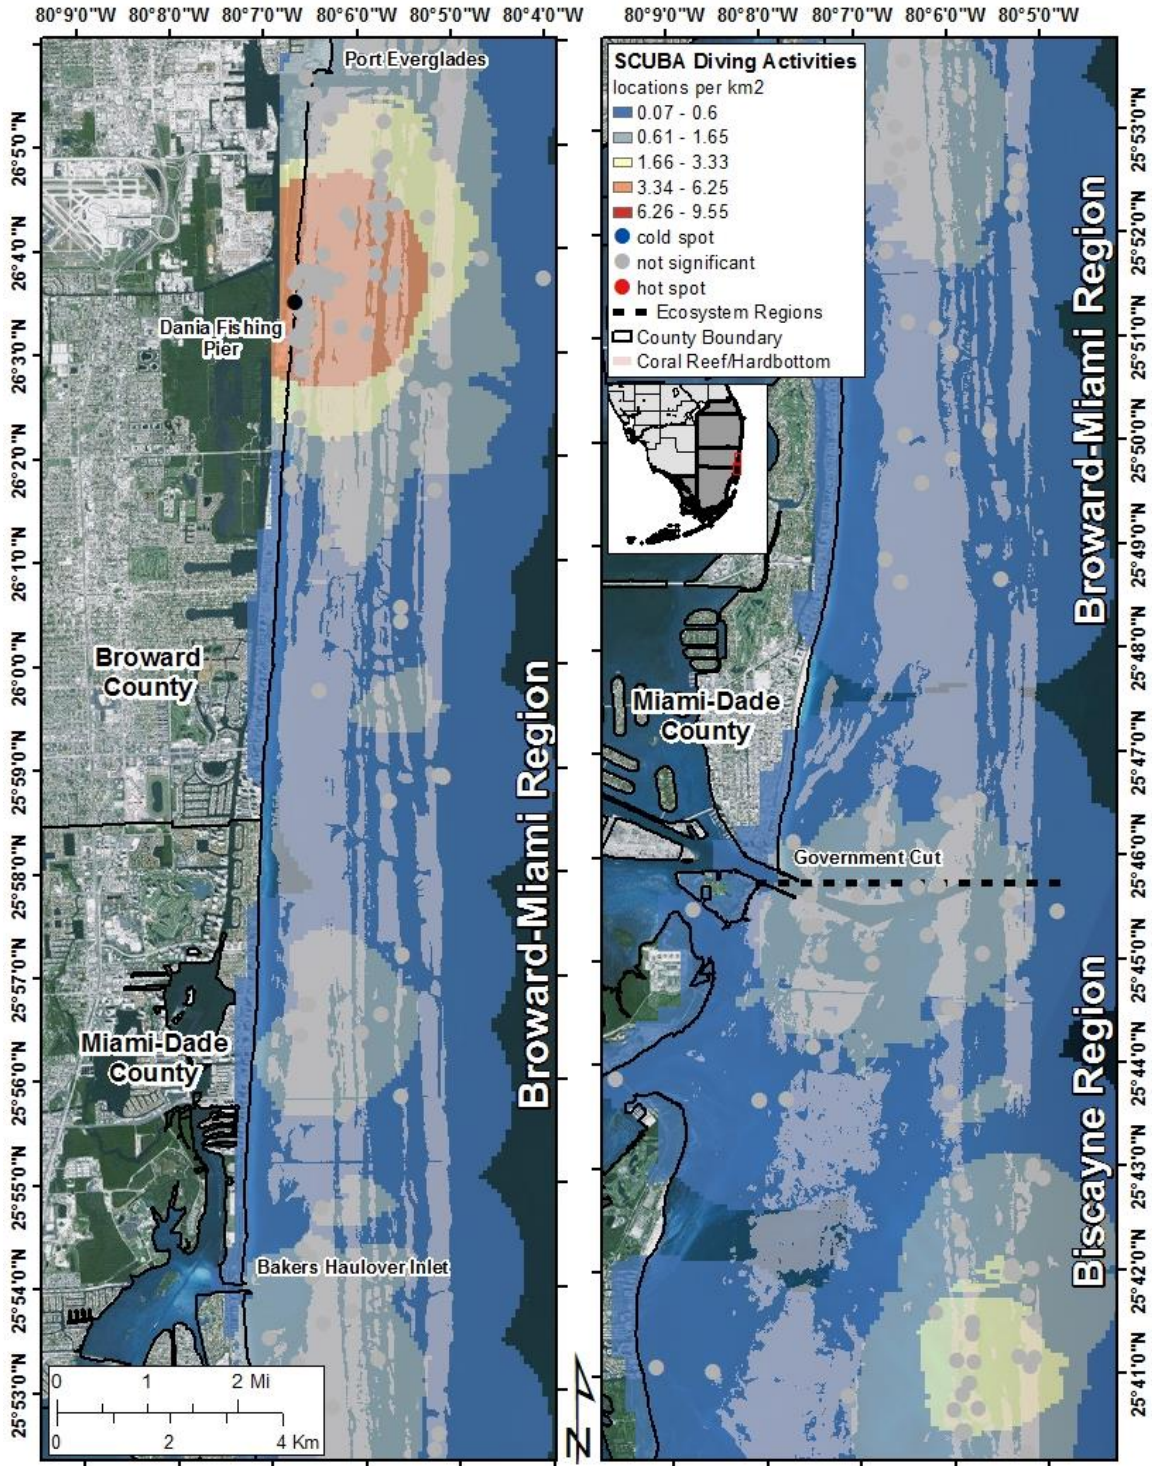 80°9'0"W 80°8'0"W 80°7'0"W 80°6'0"W 80°5'0"W 80°4'0"W
80°9'0"W 80°8'0"W 80°7'0"W 80°6'0"W 80°5'0"W
Port Everglades
26°5'0"N
26°4'0"N
Dania Fishing
Pier
26°3'0"N
26°2'0"N
26°1'0"N
Broward
County
26°0'0"N
25°59'0"N
25°58'0"N
25°57'0"N
Miami-Dade
County
25°56'0"N
25°55'0"N
Bakers Haulover Inlet
25°54'0"N
25°53'0"N
Broward-Miami Region
0 1 2 Mi
0 2 4 Km
N
SCUBA Diving Activities
locations per km2
0.07 - 0.6
0.61 - 1.65
1.66 - 3.33
3.34 - 6.25
6.26 - 9.55
cold spot
not significant
hot spot
Ecosystem Regions
County Boundary
Coral Reef/Hardbottom
Broward-Miami Region
Miami-Dade
County
Government Cut
Biscayne Region
25°53'0"N
25°52'0"N
25°51'0"N
25°50'0"N
25°49'0"N
25°48'0"N
25°47'0"N
25°46'0"N
25°45'0"N
25°44'0"N
25°43'0"N
25°42'0"N
25°41'0"N